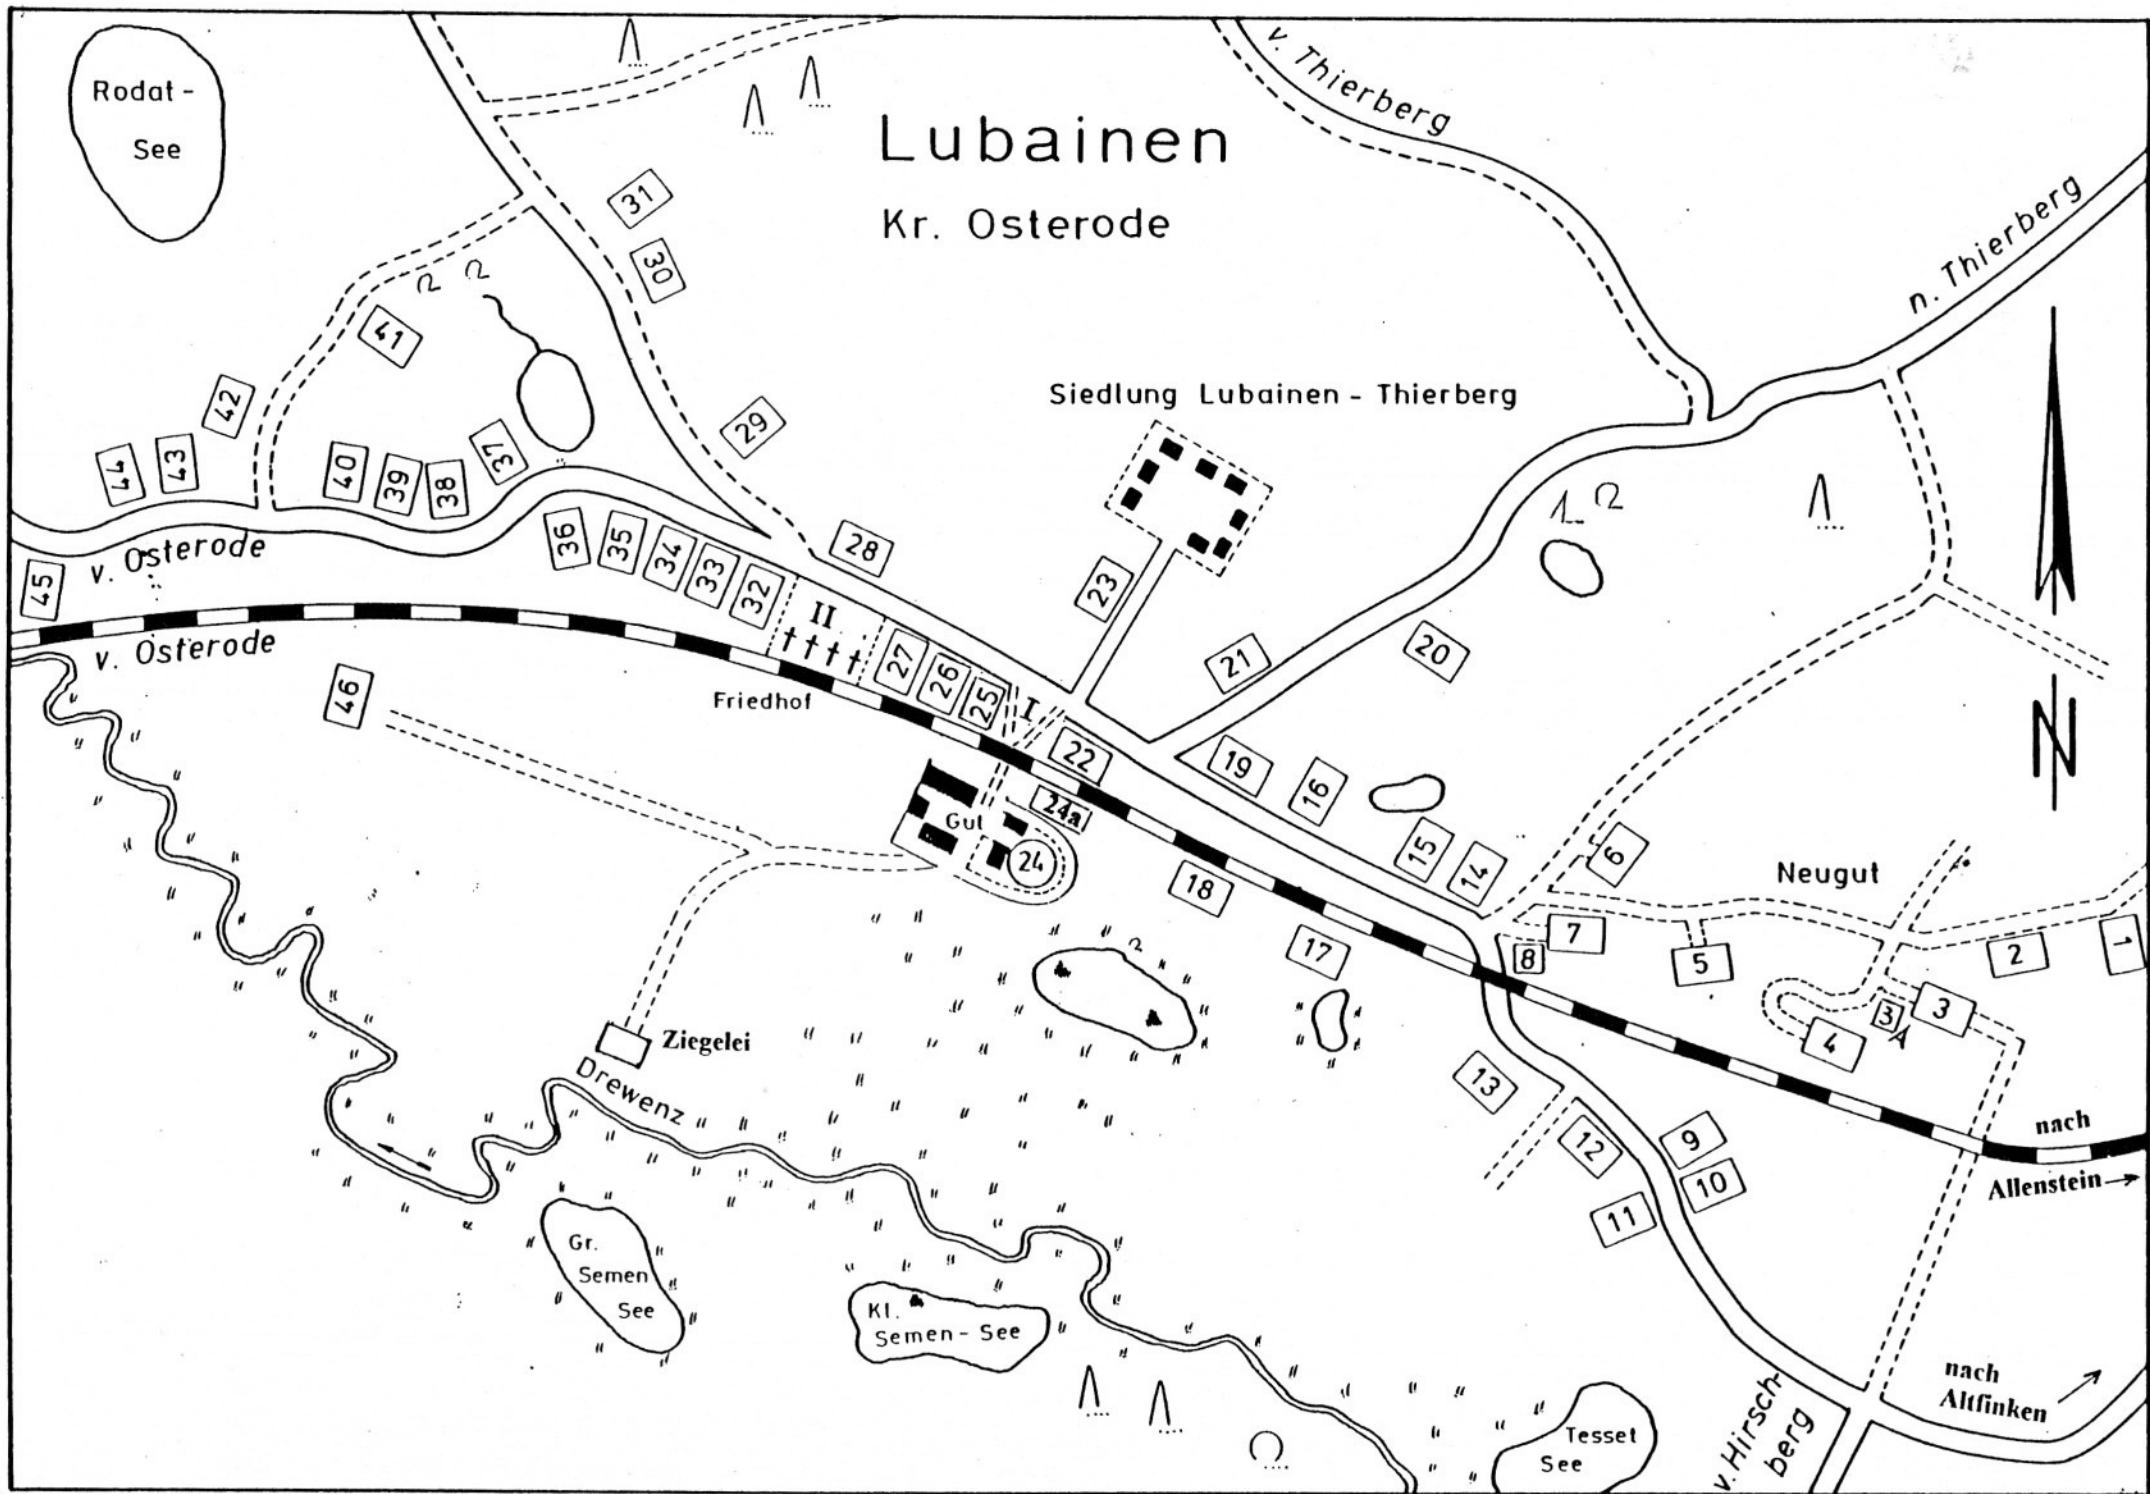 Rodat -
See
v. Thierberg
Lubainen
Kr. Osterode
n. Thierberg
31
30
41
29
42
44
43
40
39
38
37
Siedlung Lubainen - Thierberg
N
v. Osterode
45
36
35
34
33
32
28
23
II
27
26
25
I
21
20
v. Osterode
46
Friedhof
22
19
16
24a
Gut
24
15
14
6
Neugut
18
17
7
8
5
2
1
3
3A
4
Ziegelei
Drewenz
13
12
9
10
11
nach
Allenstein
Gr.
Semen
See
Kl.
Semen - See
nach
Altfinken
v. Hirsch-
berg
Tesset
See